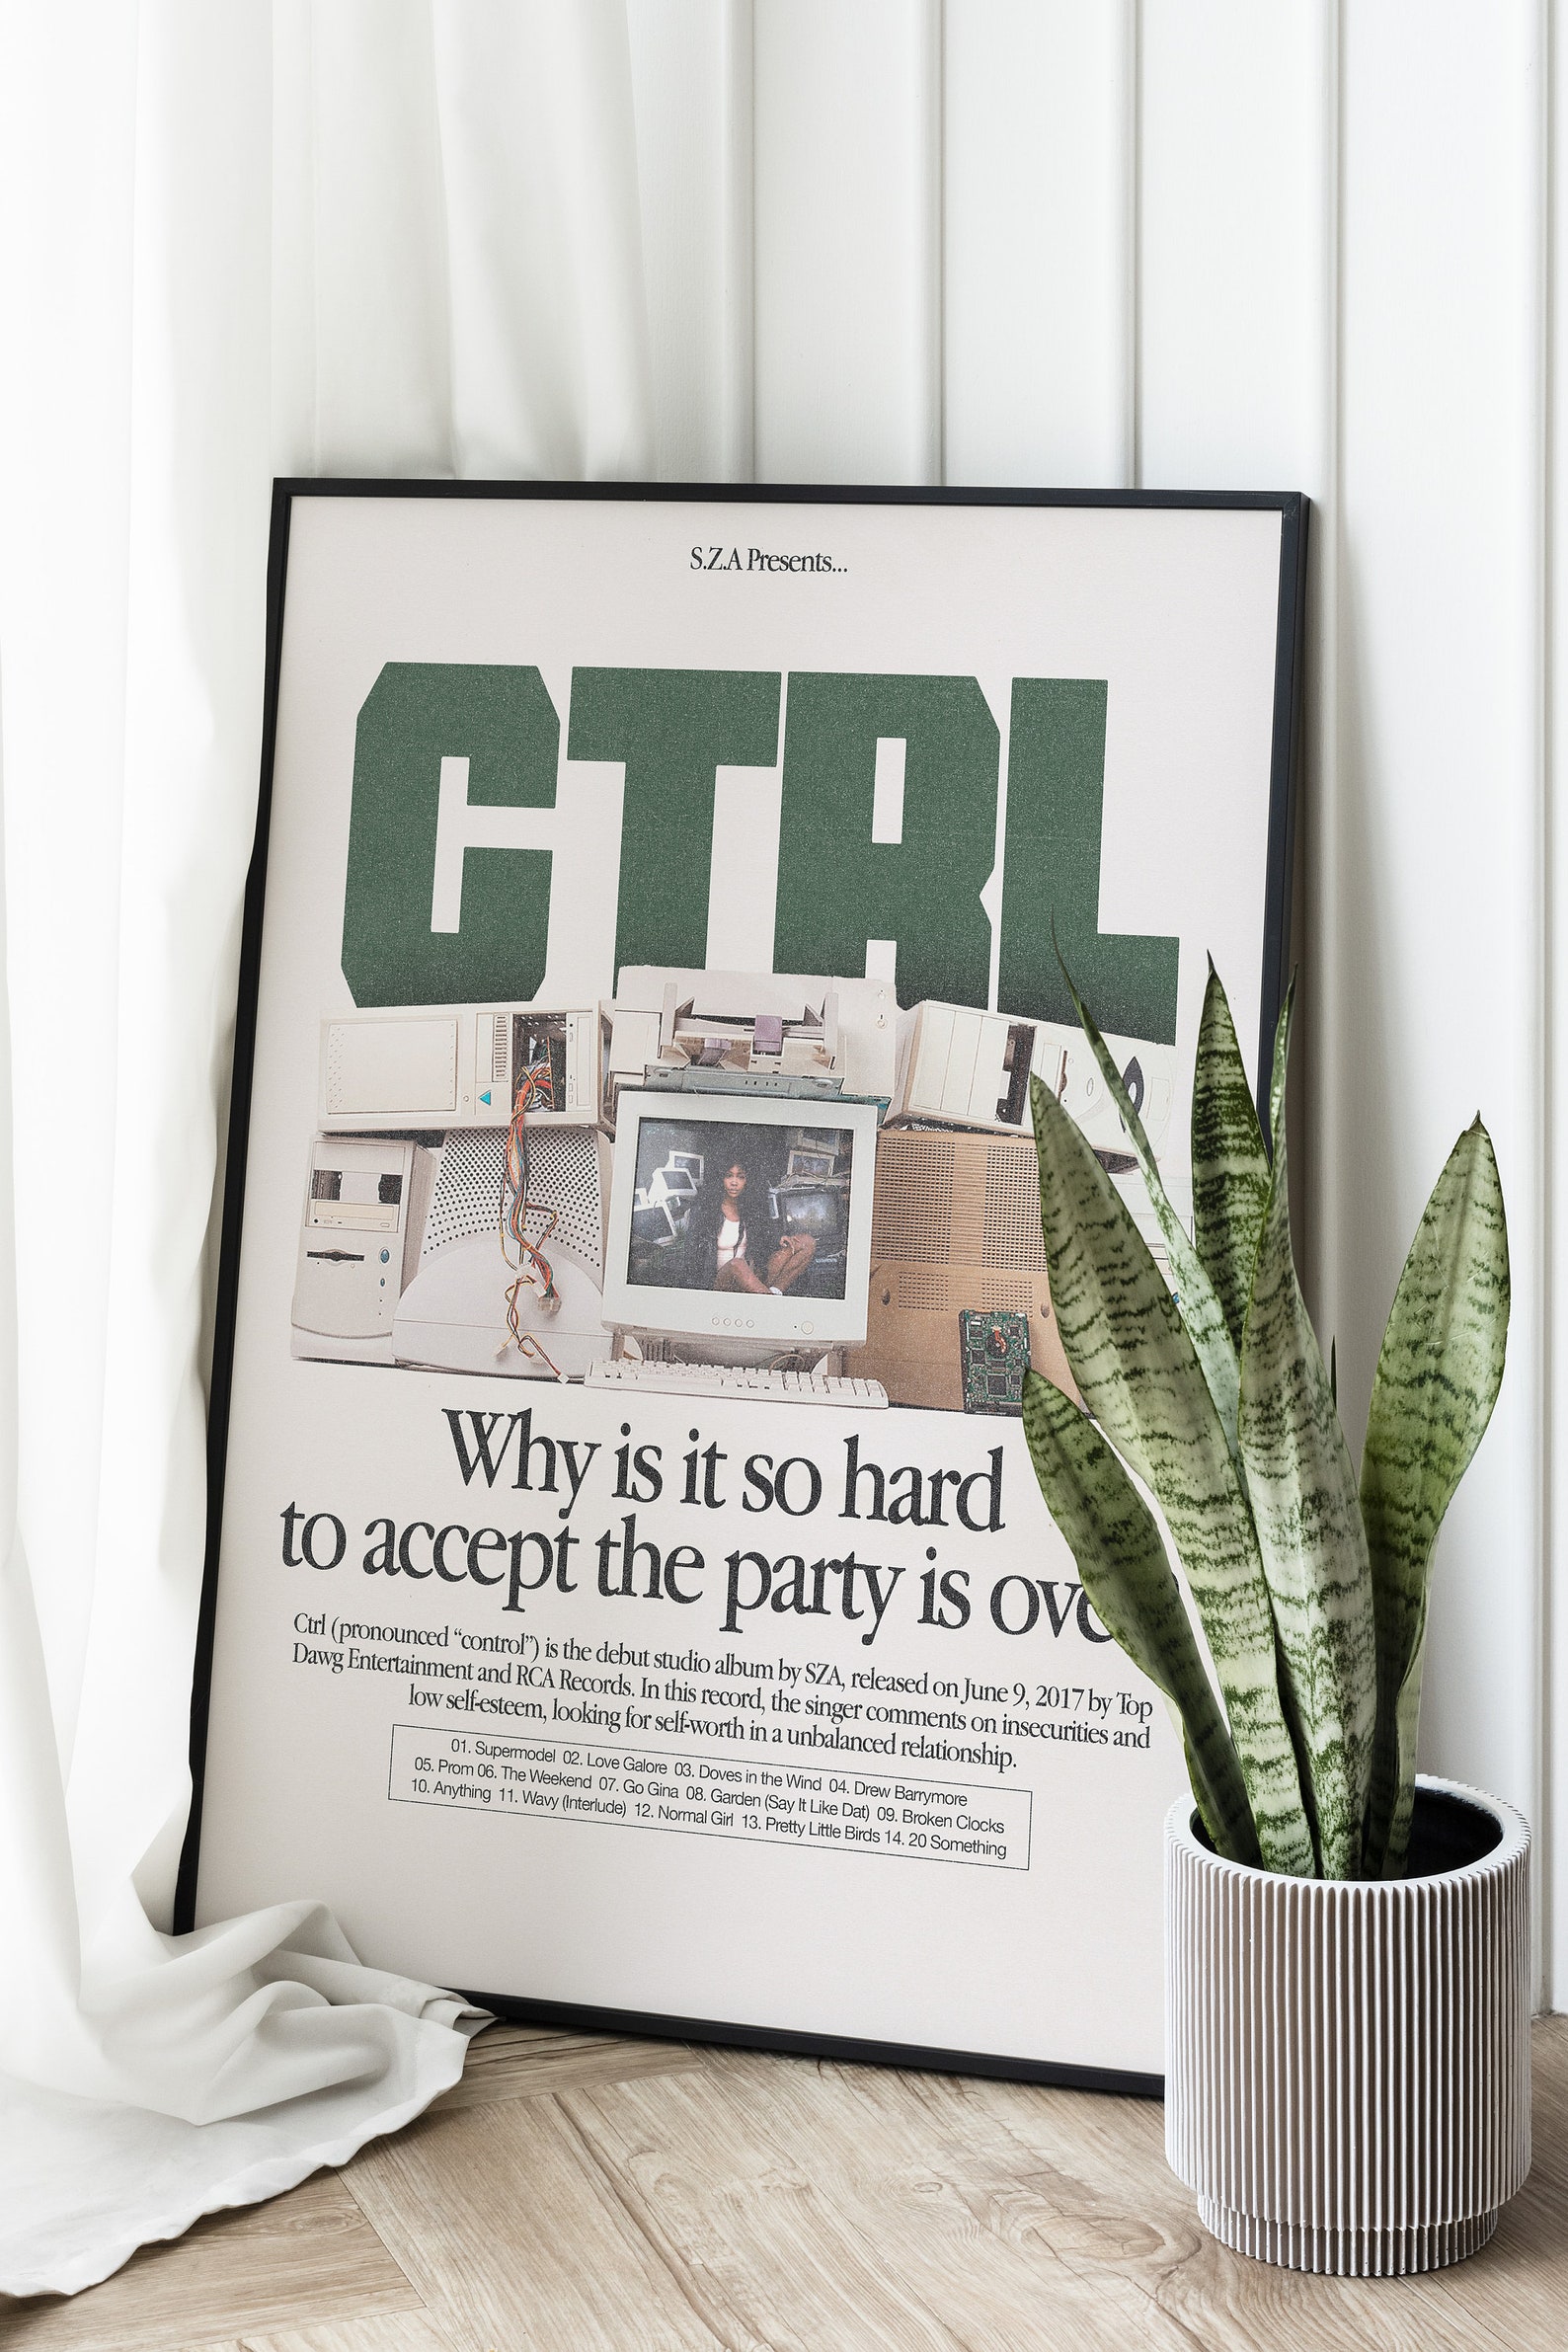 S.Z.A Presents...
CTRL
Why is it so hard
to accept the party is
Ctrl (pronounced “control”) is the debut studio album by SZA, released on June 9, 2017 by Top
Dawg Entertainment and RCA Records. In this record, the singer comments on insecurities and
low self-esteem, looking for self-worth in a unbalanced relationship.
01. Supermodel 02. Love Galore 03. Doves in the Wind 04. Drew Barrymore
05. Prom 06. The Weekend 07. Go Gina 08. Garden (Say It Like Dat) 09. Broken Clocks
10. Anything 11. Wavy (Interlude) 12. Normal Girl 13. Pretty Little Birds 14. 20 Something